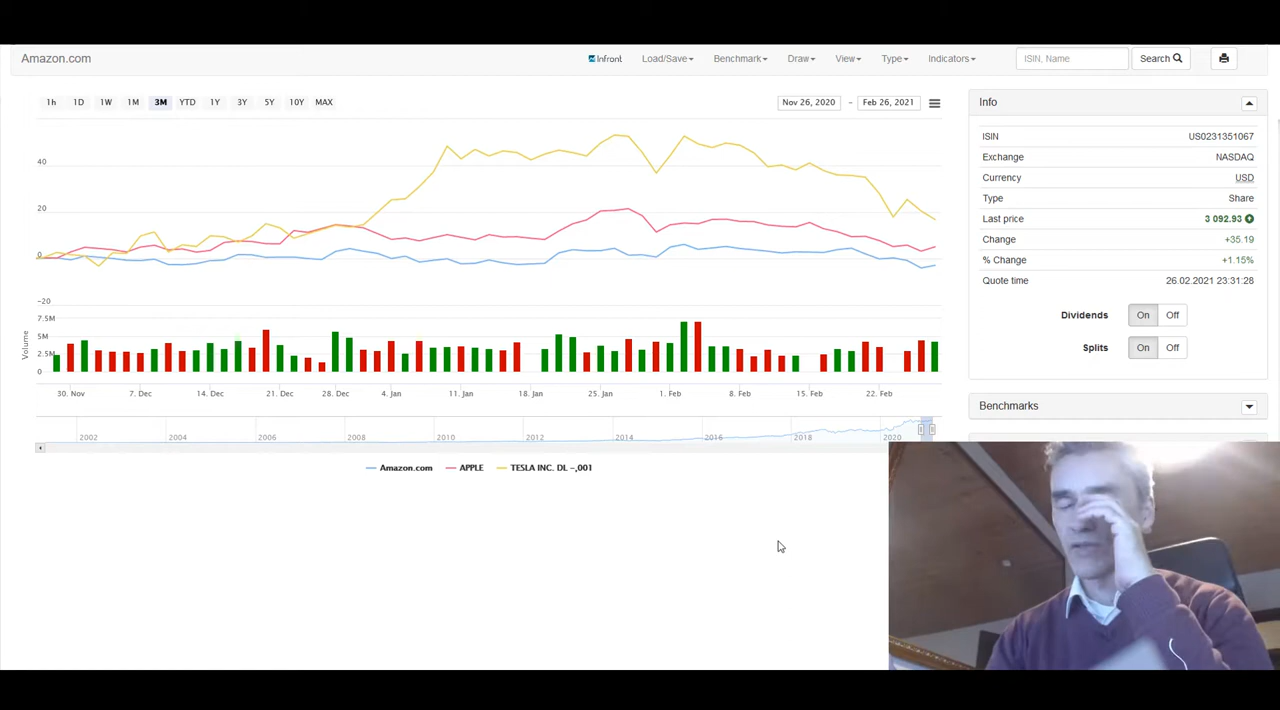 Amazon.com
infront Load/Save Benchmark Draw View Type Indicators ISIN, Name Search
1h 1D 1W 1M 3M YTD 1Y 3Y 5Y 10Y MAX
Nov 26, 2020 – Feb 26, 2021
Info
ISIN US0231351067
Exchange NASDAQ
Currency USD
Type Share
Last price 3 092.93
Change +35.19
% Change +1.15%
Quote time 26.02.2021 23:31:28
Dividends On Off
Splits On Off
Benchmarks
40
20
0
-20
7.5M
5M
2.5M
0
Volume
30. Nov 7. Dec 14. Dec 21. Dec 28. Dec 4. Jan 11. Jan 18. Jan 25. Jan 1. Feb 8. Feb 15. Feb 22. Feb
2002 2004 2006 2008 2010 2012 2014 2016 2018 2020
Amazon.com APPLE TESLA INC. DL -,001